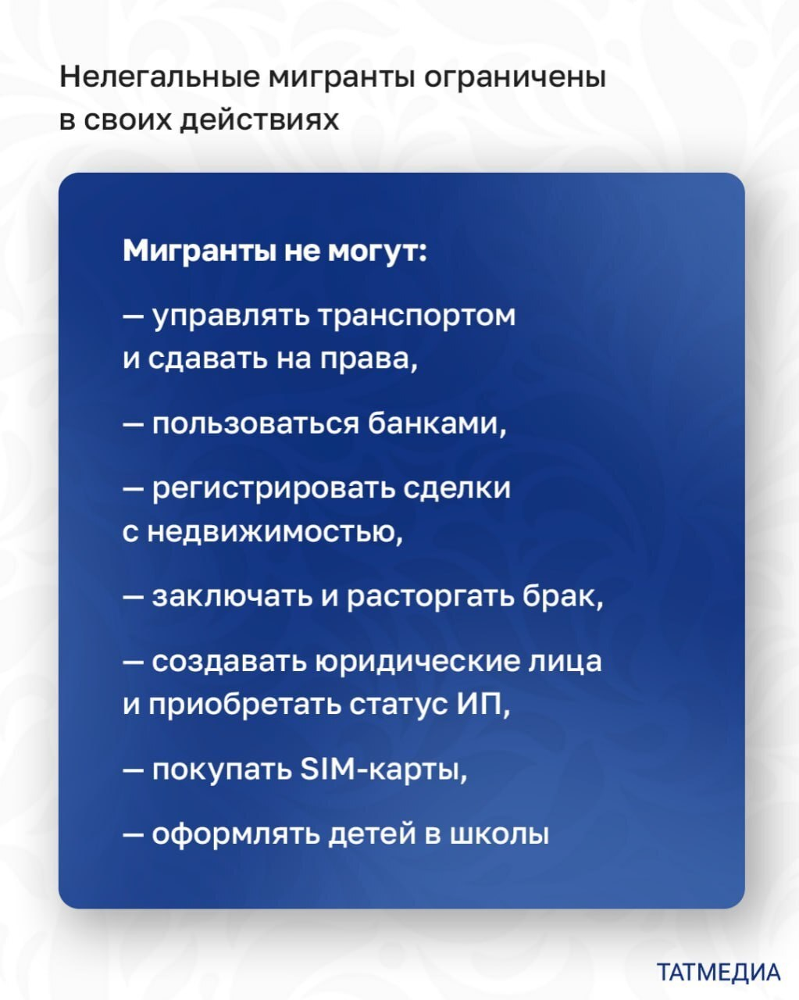 Нелегальные мигранты ограничены
в своих действиях
Мигранты не могут:
— управлять транспортом
и сдавать на права,
— пользоваться банками,
— регистрировать сделки
с недвижимостью,
— заключать и расторгать брак,
— создавать юридические лица
и приобретать статус ИП,
— покупать SIM-карты,
— оформлять детей в школы
ТАТМЕДИА